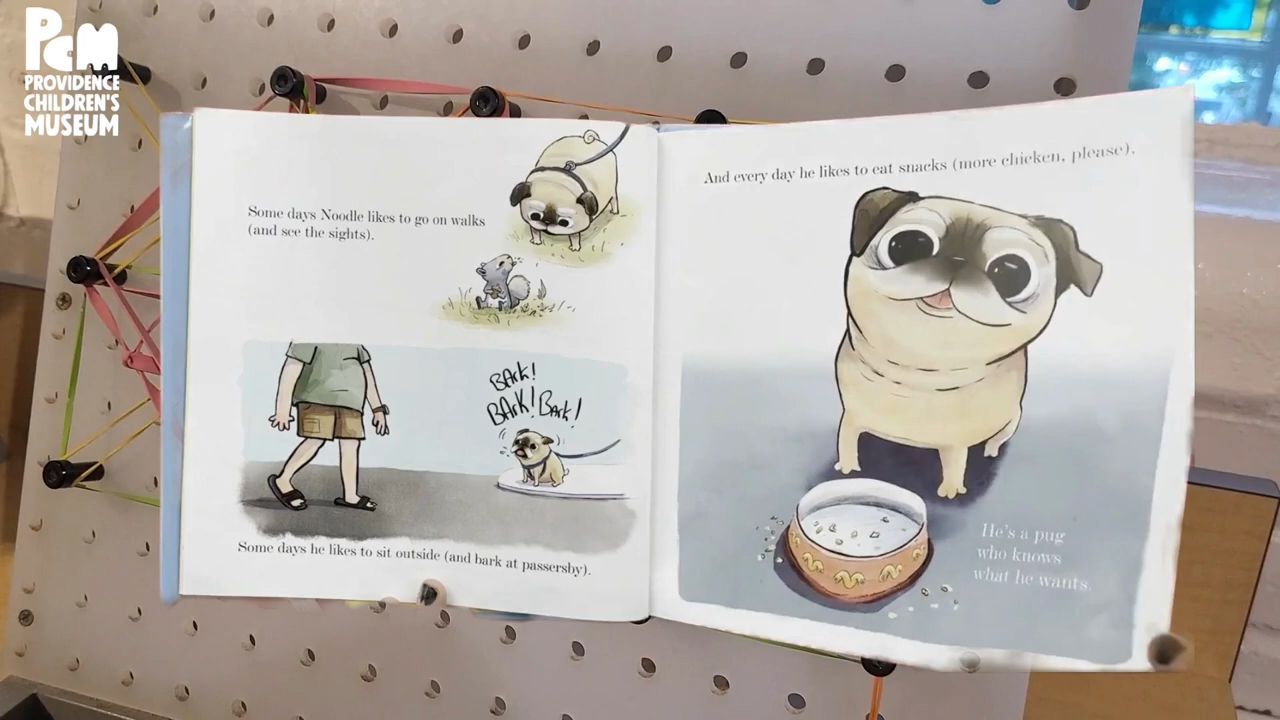 PCM
PROVIDENCE
CHILDREN'S
MUSEUM
Some days Noodle likes to go on walks
(and see the sights).
BArk!
BArk! Bark!
Some days he likes to sit outside (and bark at passersby).
And every day he likes to eat snacks (more chicken, please).
He's a pug
who knows
what he wants.